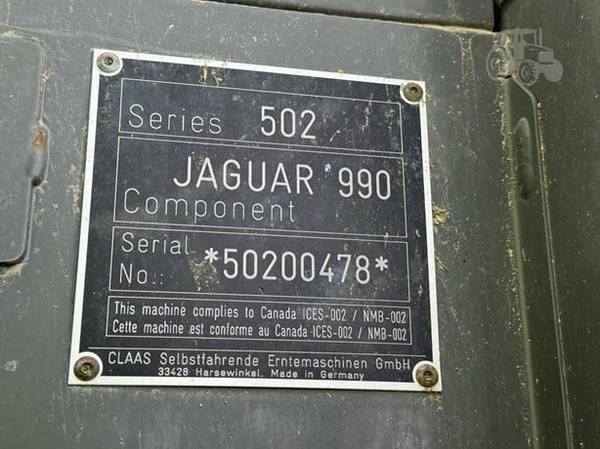 Series 502
JAGUAR 990
Component
Serial
No.: *50200478*
This machine complies to Canada ICES-002 / NMB-002
Cette machine est conforme au Canada ICES-002 / NMB-002
CLAAS Selbstfahrende Erntemaschinen GmbH
33428 Harsewinkel, Made in Germany